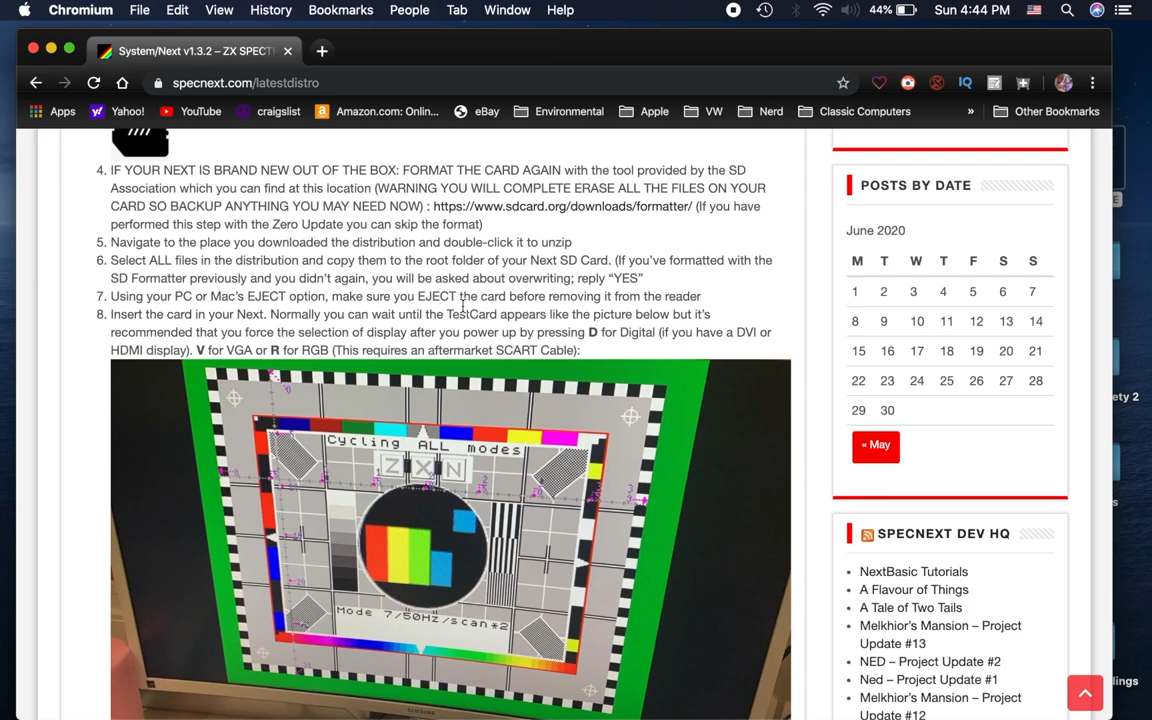 Chromium File Edit View History Bookmarks People Tab Window Help 44% Sun 4:44 PM
System/Next v1.3.2 – ZX SPECT
specnext.com/latestdistro
Apps Yahoo! YouTube craigslist Amazon.com: Onlin... eBay Environmental Apple VW Nerd Classic Computers » Other Bookmarks
4. IF YOUR NEXT IS BRAND NEW OUT OF THE BOX: FORMAT THE CARD AGAIN with the tool provided by the SD
Association which you can find at this location (WARNING YOU WILL COMPLETE ERASE ALL THE FILES ON YOUR
CARD SO BACKUP ANYTHING YOU MAY NEED NOW) : https://www.sdcard.org/downloads/formatter/ (If you have
performed this step with the Zero Update you can skip the format)
5. Navigate to the place you downloaded the distribution and double-click it to unzip
6. Select ALL files in the distribution and copy them to the root folder of your Next SD Card. (If you’ve formatted with the
SD Formatter previously and you didn’t again, you will be asked about overwriting; reply “YES”
7. Using your PC or Mac’s EJECT option, make sure you EJECT the card before removing it from the reader
8. Insert the card in your Next. Normally you can wait until the TestCard appears like the picture below but it’s
recommended that you force the selection of display after you power up by pressing D for Digital (if you have a DVI or
HDMI display). V for VGA or R for RGB (This requires an aftermarket SCART Cable):
Cycling ALL modes
ZXN
Mode 7/50Hz/scan*2
SAMSUNG
POSTS BY DATE
June 2020
M T W T F S S
1 2 3 4 5 6 7
8 9 10 11 12 13 14
15 16 17 18 19 20 21
22 23 24 25 26 27 28
29 30
« May
SPECNEXT DEV HQ
NextBasic Tutorials
A Flavour of Things
A Tale of Two Tails
Melkhior’s Mansion – Project
Update #13
NED – Project Update #2
Ned – Project Update #1
Melkhior’s Mansion – Project
Update #12
E
ety 2
s
dings